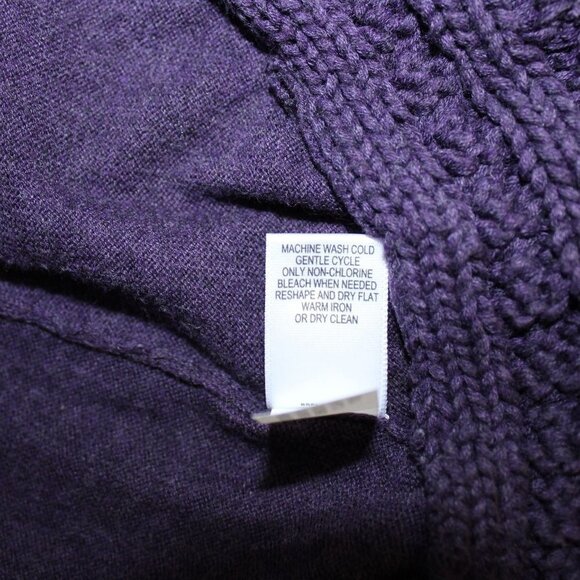 MACHINE WASH COLD
GENTLE CYCLE
ONLY NON-CHLORINE
BLEACH WHEN NEEDED
RESHAPE AND DRY FLAT
WARM IRON
OR DRY CLEAN